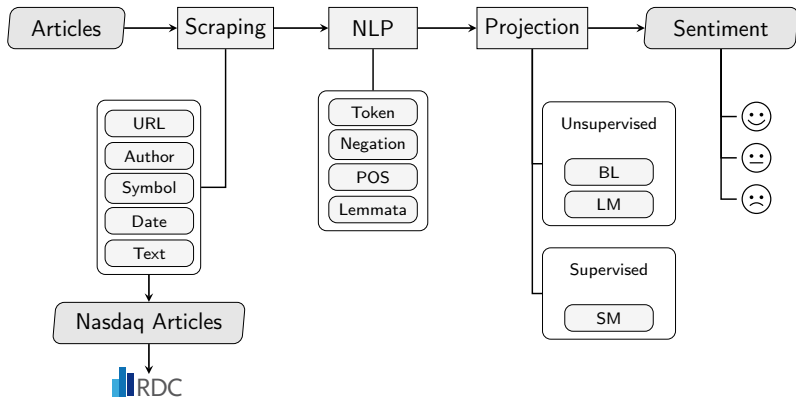 Articles
Scraping
NLP
Projection
Sentiment
URL
Author
Symbol
Date
Text
Token
Negation
POS
Lemmata
Unsupervised
BL
LM
Supervised
SM
Nasdaq Articles
RDC